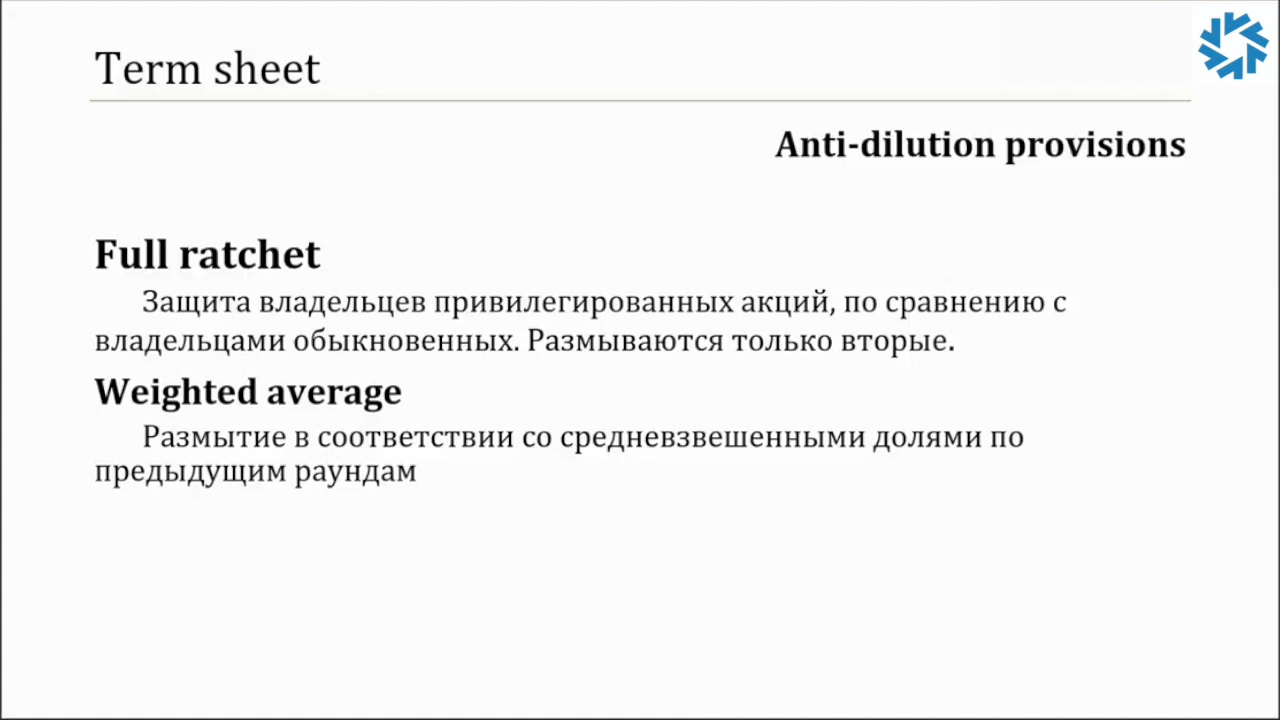 Term sheet
Anti-dilution provisions
Full ratchet
Защита владельцев привилегированных акций, по сравнению с
владельцами обыкновенных. Размываются только вторые.
Weighted average
Размытие в соответствии со средневзвешенными долями по
предыдущим раундам